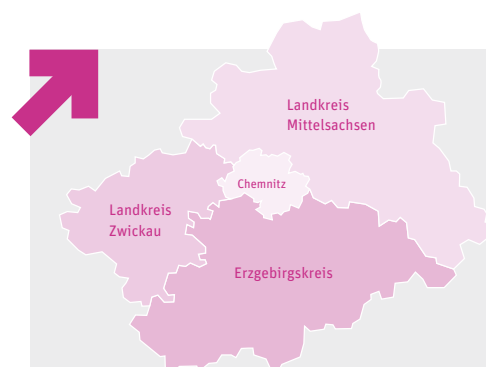 Landkreis
Mittelsachsen
Chemnitz
Landkreis
Zwickau
Erzgebirgskreis